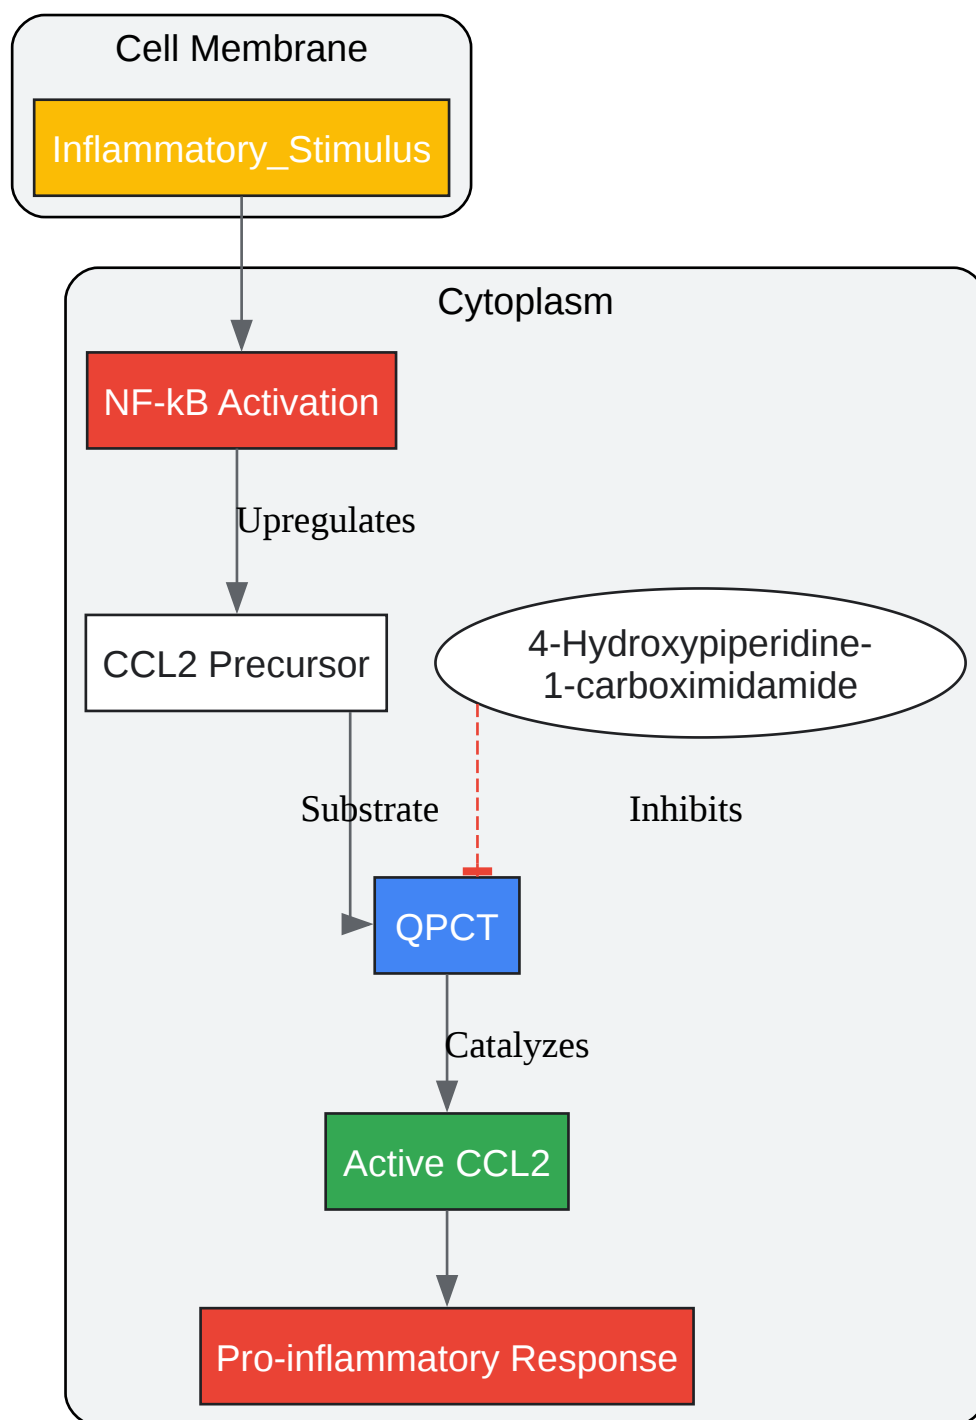 Cell Membrane
Inflammatory_Stimulus
Cytoplasm
NF-kB Activation
Upregulates
CCL2 Precursor
4-Hydroxypiperidine-
1-carboximidamide
Substrate
Inhibits
QPCT
Catalyzes
Active CCL2
Pro-inflammatory Response